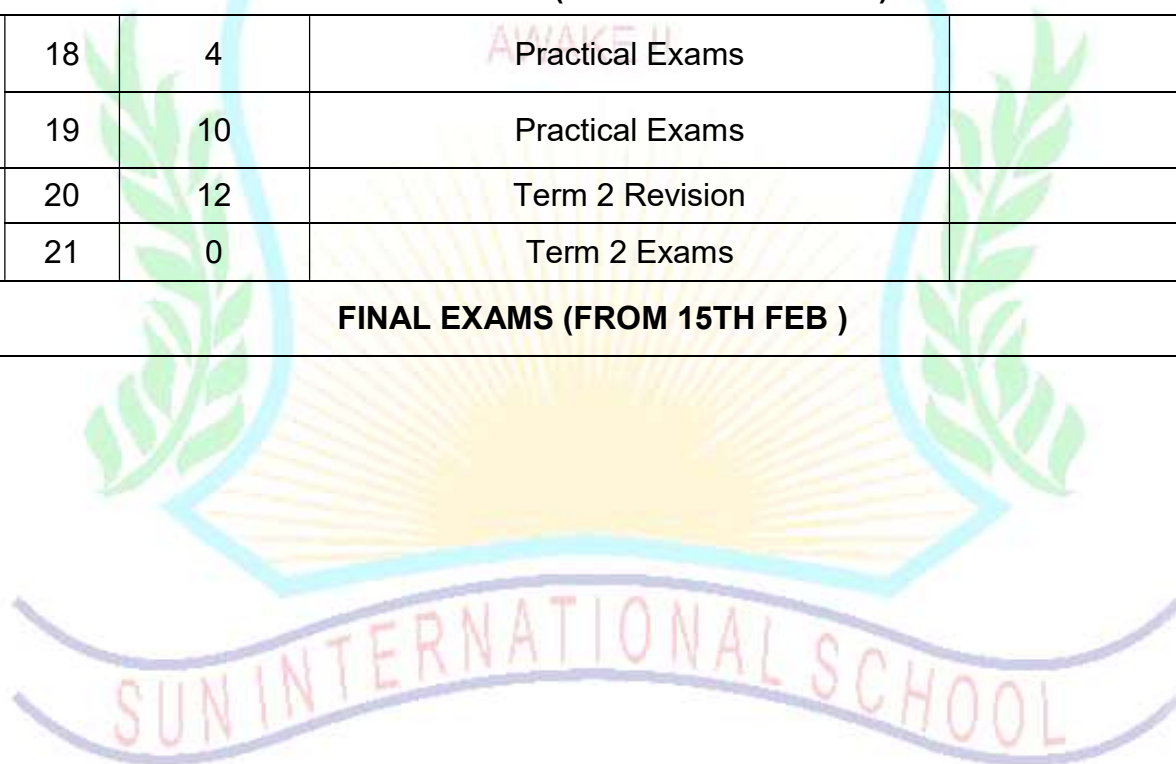 AWAKE !!
18 4 Practical Exams
19 10 Practical Exams
20 12 Term 2 Revision
21 0 Term 2 Exams
FINAL EXAMS (FROM 15TH FEB )
SUN INTERNATIONAL SCHOOL